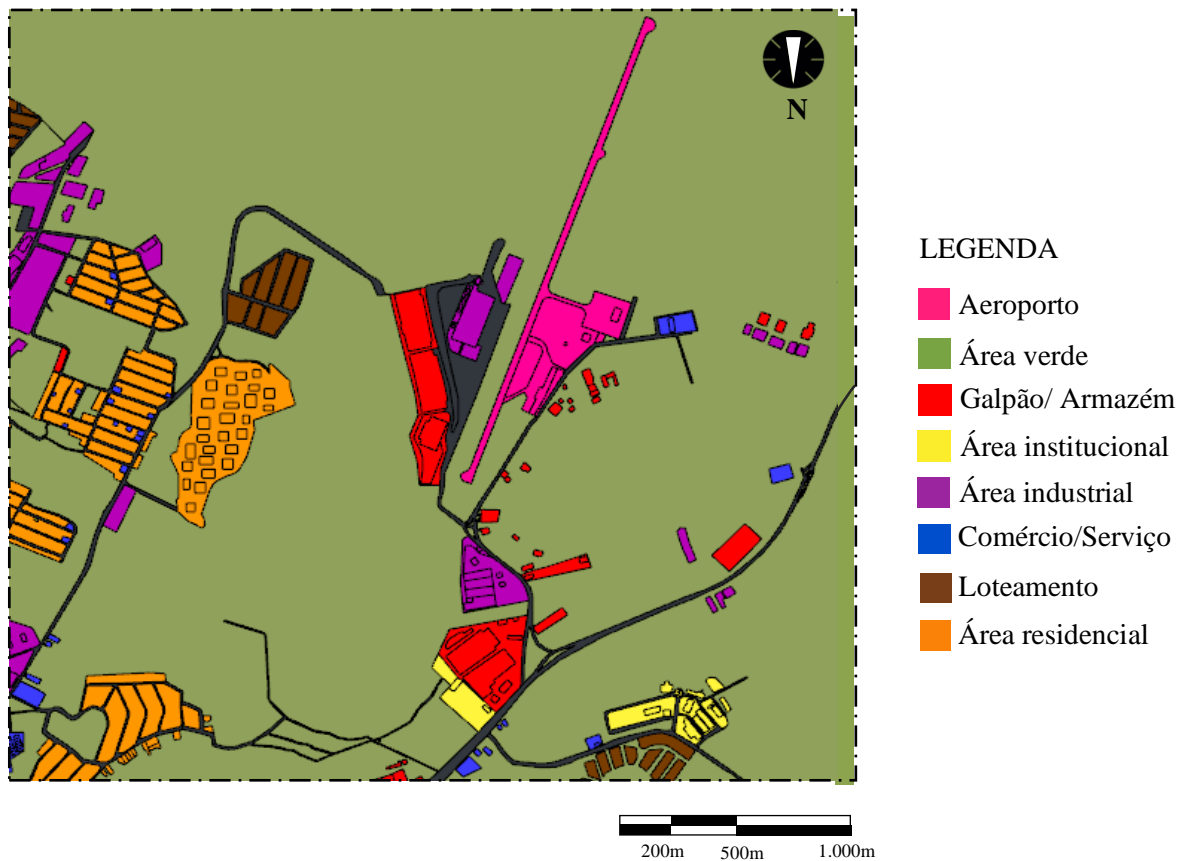 N
LEGENDA
Aeroporto
Área verde
Galpão/ Armazém
Área institucional
Área industrial
Comércio/Serviço
Loteamento
Área residencial
200m 500m 1.000m